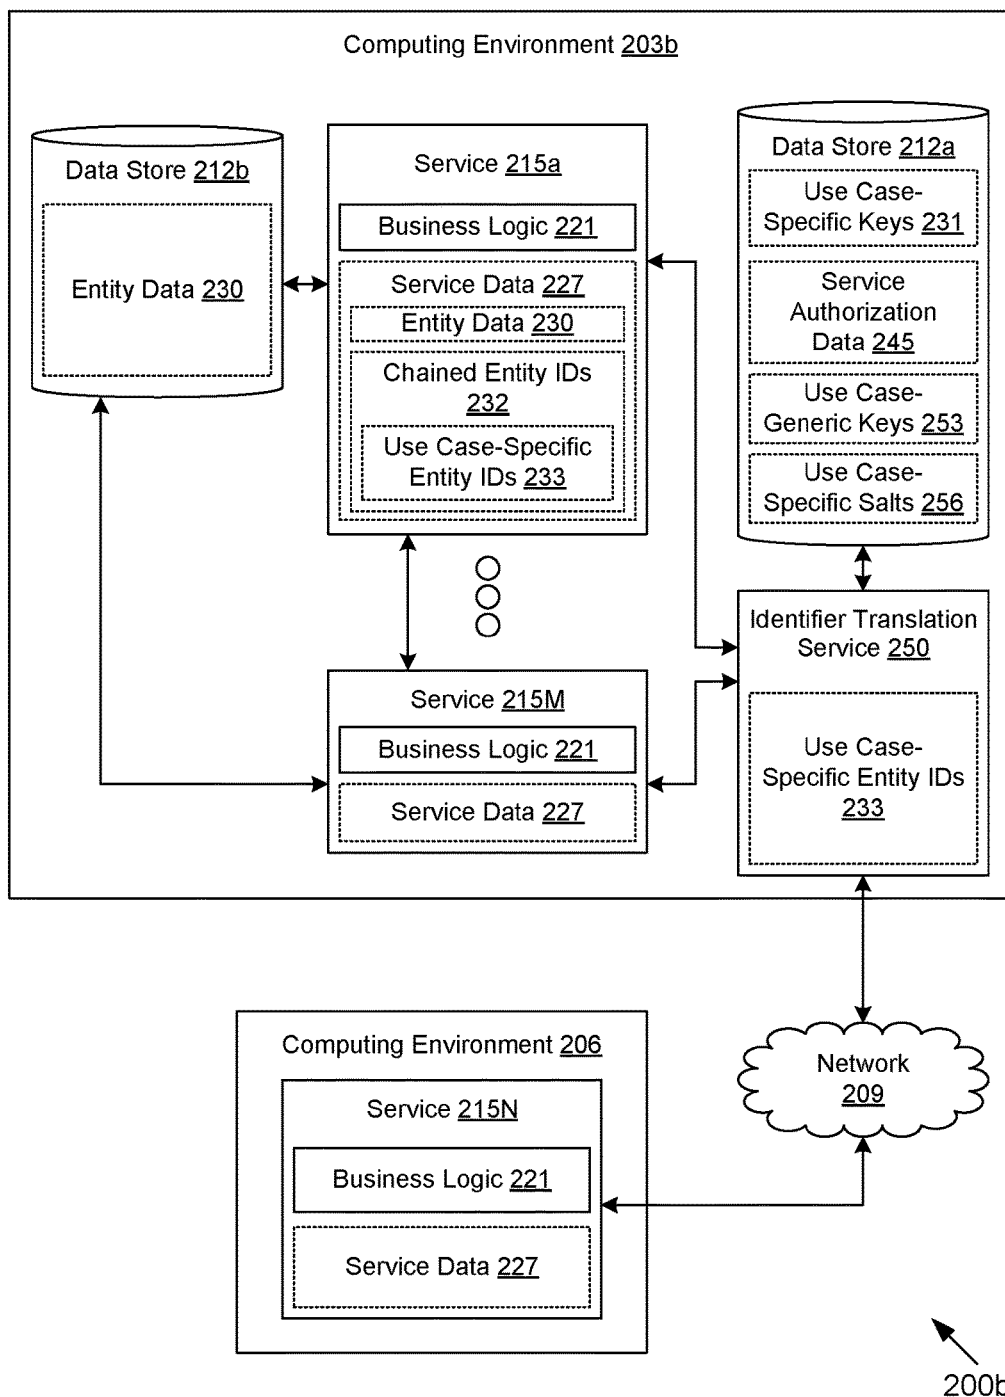 Computing Environment 203b
Data Store 212b
Entity Data 230
Service 215a
Business Logic 221
Service Data 227
Entity Data 230
Chained Entity IDs
232
Use Case-Specific
Entity IDs 233
Data Store 212a
Use Case-
Specific Keys 231
Service
Authorization
Data 245
Use Case-
Generic Keys 253
Use Case-
Specific Salts 256
Service 215M
Business Logic 221
Service Data 227
Identifier Translation
Service 250
Use Case-
Specific Entity IDs
233
Computing Environment 206
Service 215N
Business Logic 221
Service Data 227
Network
209
200b